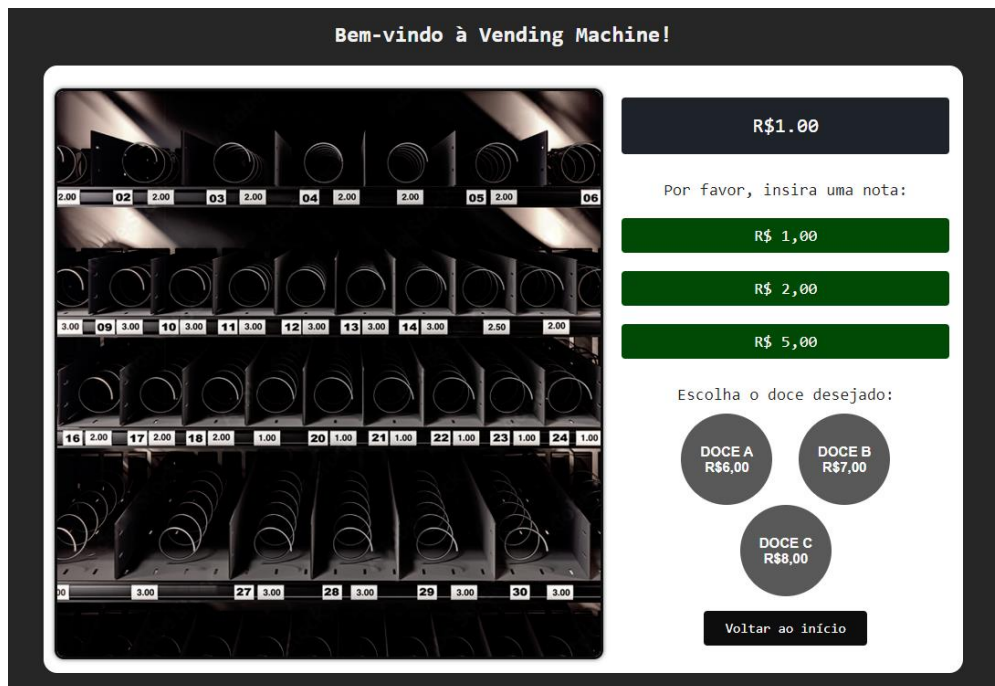 Bem-vindo à Vending Machine!
2.00 02 2.00 03 2.00 04 2.00 2.00 05 2.00 06
3.00 09 3.00 10 3.00 11 3.00 12 3.00 13 3.00 14 3.00 2.50 2.00
16 2.00 17 2.00 18 2.00 1.00 20 1.00 21 1.00 22 1.00 23 1.00 24 1.00
00 3.00 27 3.00 28 3.00 29 3.00 30 3.00
R$1.00
Por favor, insira uma nota:
R$ 1,00
R$ 2,00
R$ 5,00
Escolha o doce desejado:
DOCE A
R$6,00
DOCE B
R$7,00
DOCE C
R$8,00
Voltar ao início